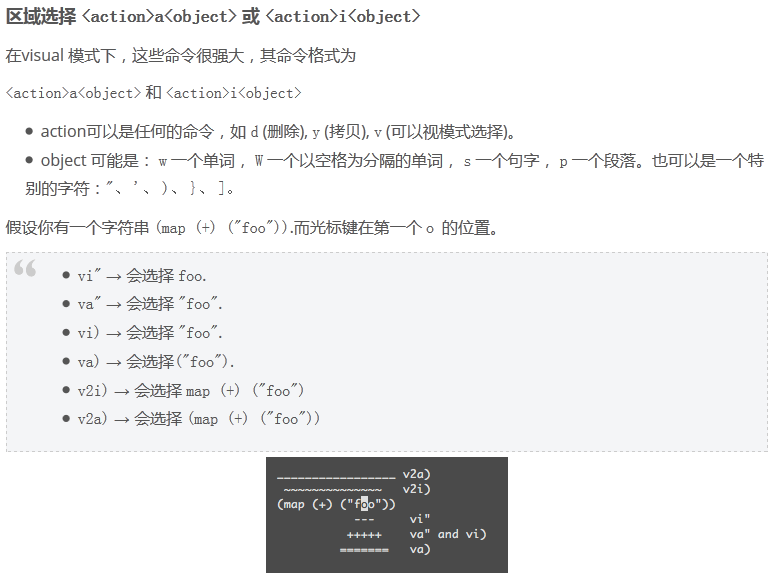 区域选择 <action>a<object> 或 <action>i<object>
在visual 模式下，这些命令很强大，其命令格式为
<action>a<object> 和 <action>i<object>
● action可以是任何的命令，如 d (删除), y (拷贝), v (可以视模式选择)。
● object 可能是： w 一个单词， W 一个以空格为分隔的单词， s 一个句字， p 一个段落。也可以是一个特
别的字符："、 '、 )、 }、 ]。
假设你有一个字符串 (map (+) ("foo")).而光标键在第一个 o 的位置。
● vi" → 会选择 foo.
● va" → 会选择 "foo".
● vi) → 会选择 "foo".
● va) → 会选择("foo").
● v2i) → 会选择 map (+) ("foo")
● v2a) → 会选择 (map (+) ("foo"))
_________________ v2a)
~~~~~~~~~~~~~~ v2i)
(map (+) ("foo"))
--- vi"
+++++ va" and vi)
======= va)